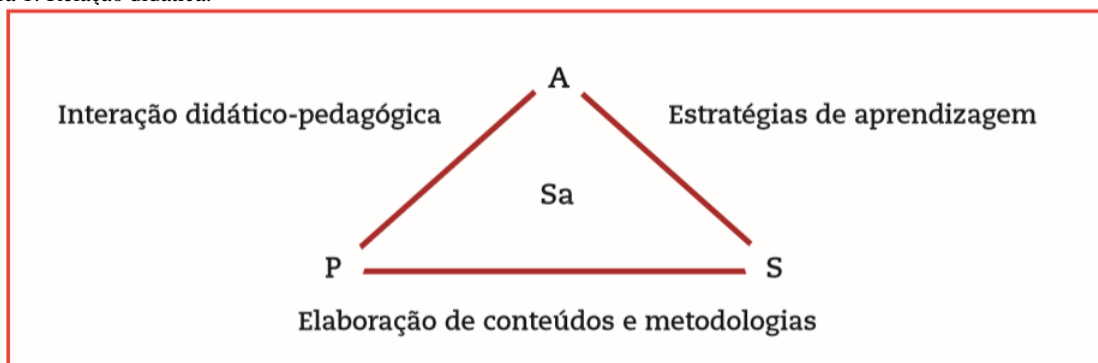 A
Interação didático-pedagógica
Estratégias de aprendizagem
Sa
P
S
Elaboração de conteúdos e metodologias